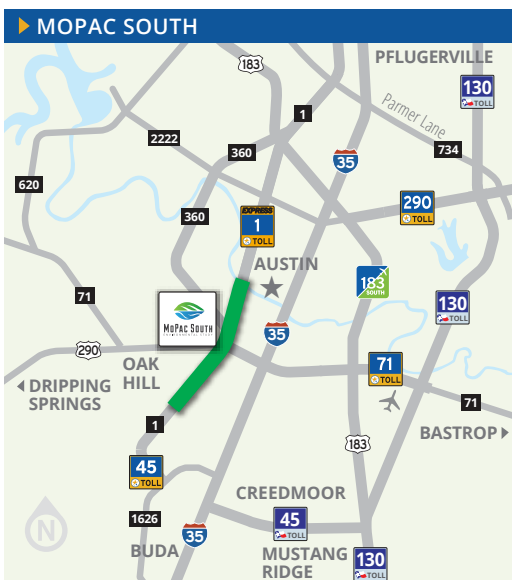 MOPAC SOUTH
PFLUGERVILLE
183
130
TOLL
Parmer Lane
1
2222
360
734
35
620
290
TOLL
360
EXPRESS
1
TOLL
AUSTIN
183
SOUTH
71
130
TOLL
MoPac South
ENVIRONMENTAL STUDY
35
290
OAK
HILL
71
TOLL
DRIPPING
SPRINGS
71
1
BASTROP
183
45
TOLL
CREEDMOOR
1626
45
TOLL
35
N
BUDA
MUSTANG
RIDGE
130
TOLL